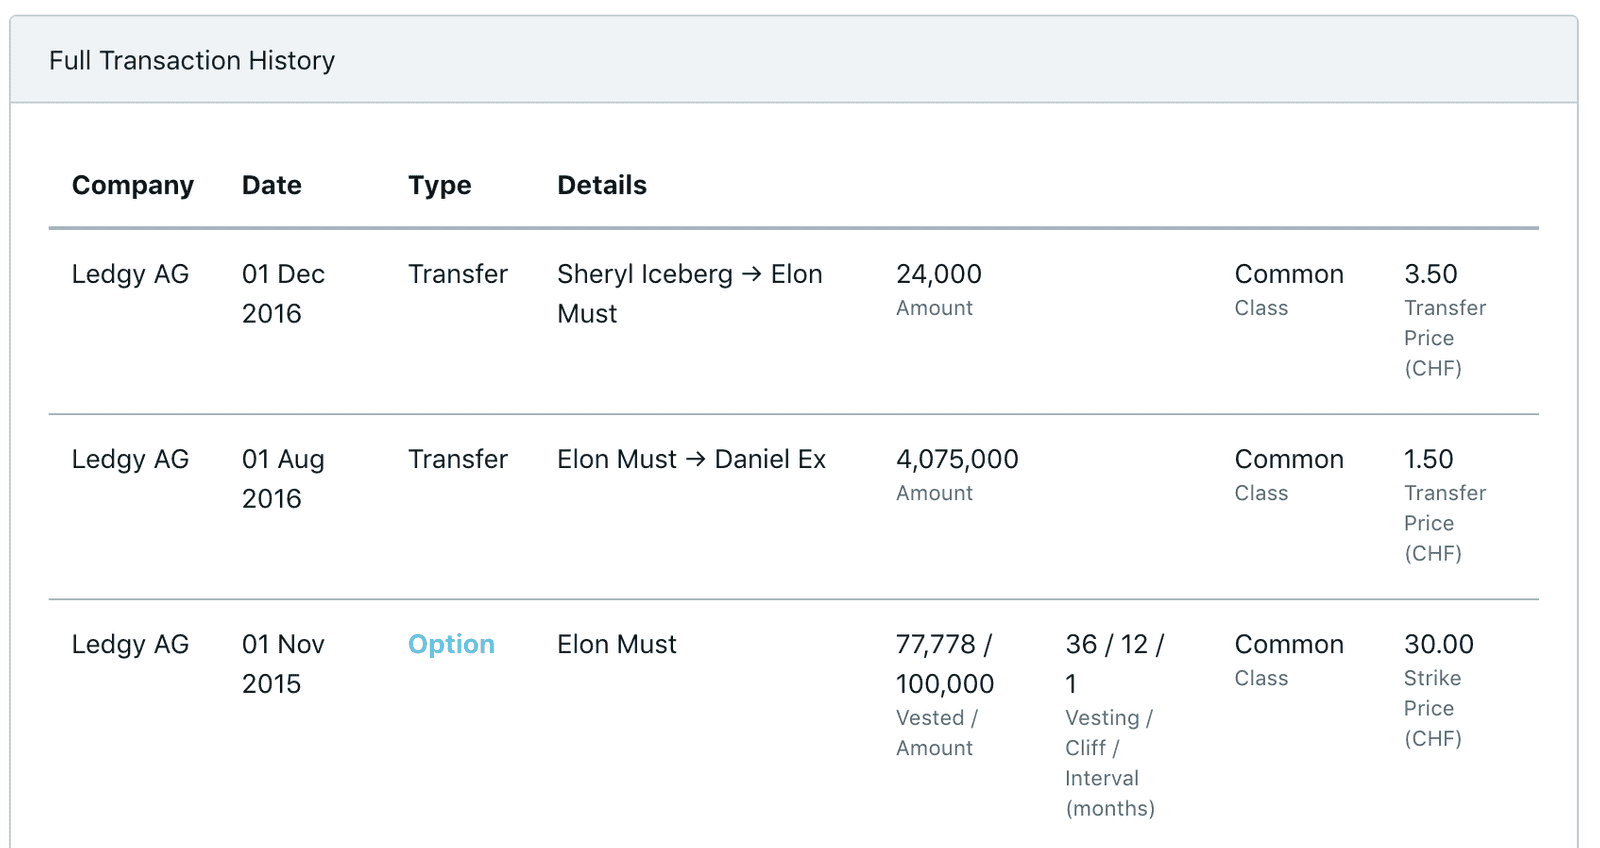 Full Transaction History
Company Date Type Details
Ledgy AG 01 Dec Transfer Sheryl Iceberg → Elon 24,000 Common 3.50
2016 Must Amount Class Transfer
Price
(CHF)
Ledgy AG 01 Aug Transfer Elon Must → Daniel Ex 4,075,000 Common 1.50
2016 Amount Class Transfer
Price
(CHF)
Ledgy AG 01 Nov Option Elon Must 77,778 / 36 / 12 / Common 30.00
2015 100,000 1 Class Strike
Vested / Vesting / Price
Amount Cliff / (CHF)
Interval
(months)